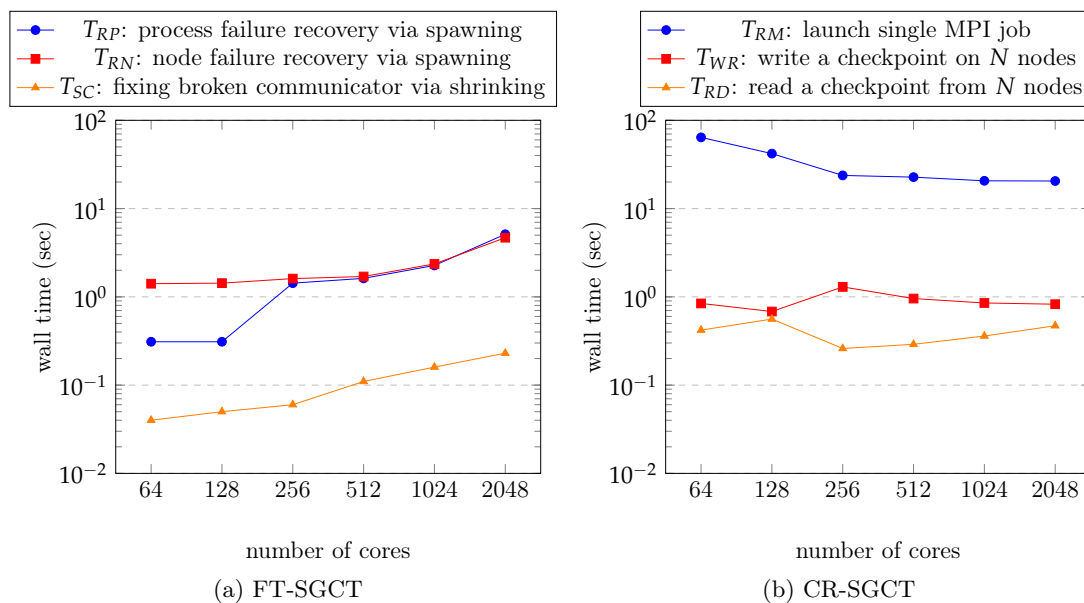 T_RP: process failure recovery via spawning
T_RN: node failure recovery via spawning
T_SC: fixing broken communicator via shrinking
10^2
10^1
10^0
10^−1
10^−2
wall time (sec)
64 128 256 512 1024 2048
number of cores
(a) FT-SGCT
T_RM: launch single MPI job
T_WR: write a checkpoint on N nodes
T_RD: read a checkpoint from N nodes
10^2
10^1
10^0
10^−1
10^−2
wall time (sec)
64 128 256 512 1024 2048
number of cores
(b) CR-SGCT